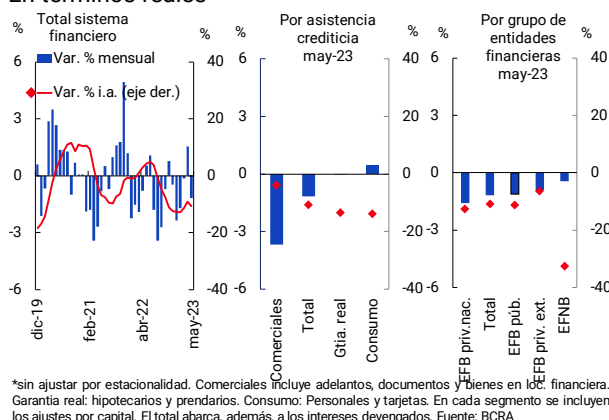 Total sistema
financiero
Por asistencia
crediticia
may-23
Por grupo de
entidades
financieras
may-23
% % % % % %
Var. % mensual
Var. % i.a. (eje der.)
6
3
0
-3
-6
40
20
0
-20
-40
dic-19
feb-21
abr-22
may-23
6
3
0
-3
-6
40
20
0
-20
-40
Comerciales
Total
Gtia. real
Consumo
6
3
0
-3
-6
40
20
0
-20
-40
EFB priv.nac.
Total
EFB púb.
EFB priv. ext.
EFNB
*sin ajustar por estacionalidad. Comerciales incluye adelantos, documentos y bienes en loc. financiera.
Garantia real: hipotecarios y prendarios. Consumo: Personales y tarjetas. En cada segmento se incluyen
los ajustes por capital. El total abarca, además, a los intereses devengados. Fuente: BCRA